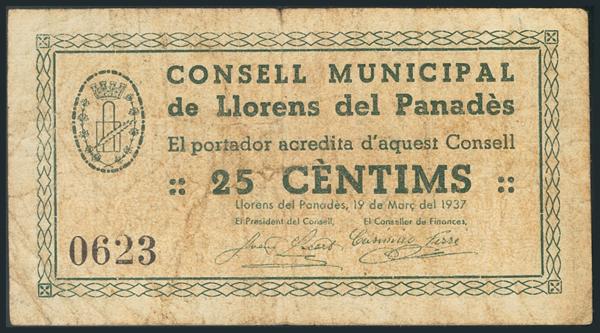 CONSELL MUNICIPAL
de Llorens del Panadès
El portador acredita d'aquest Consell
:: 25 CÈNTIMS ::
Llorens del Panadès, 19 de Març del 1937
El President del Consell, El Conseller de Finances,
0623